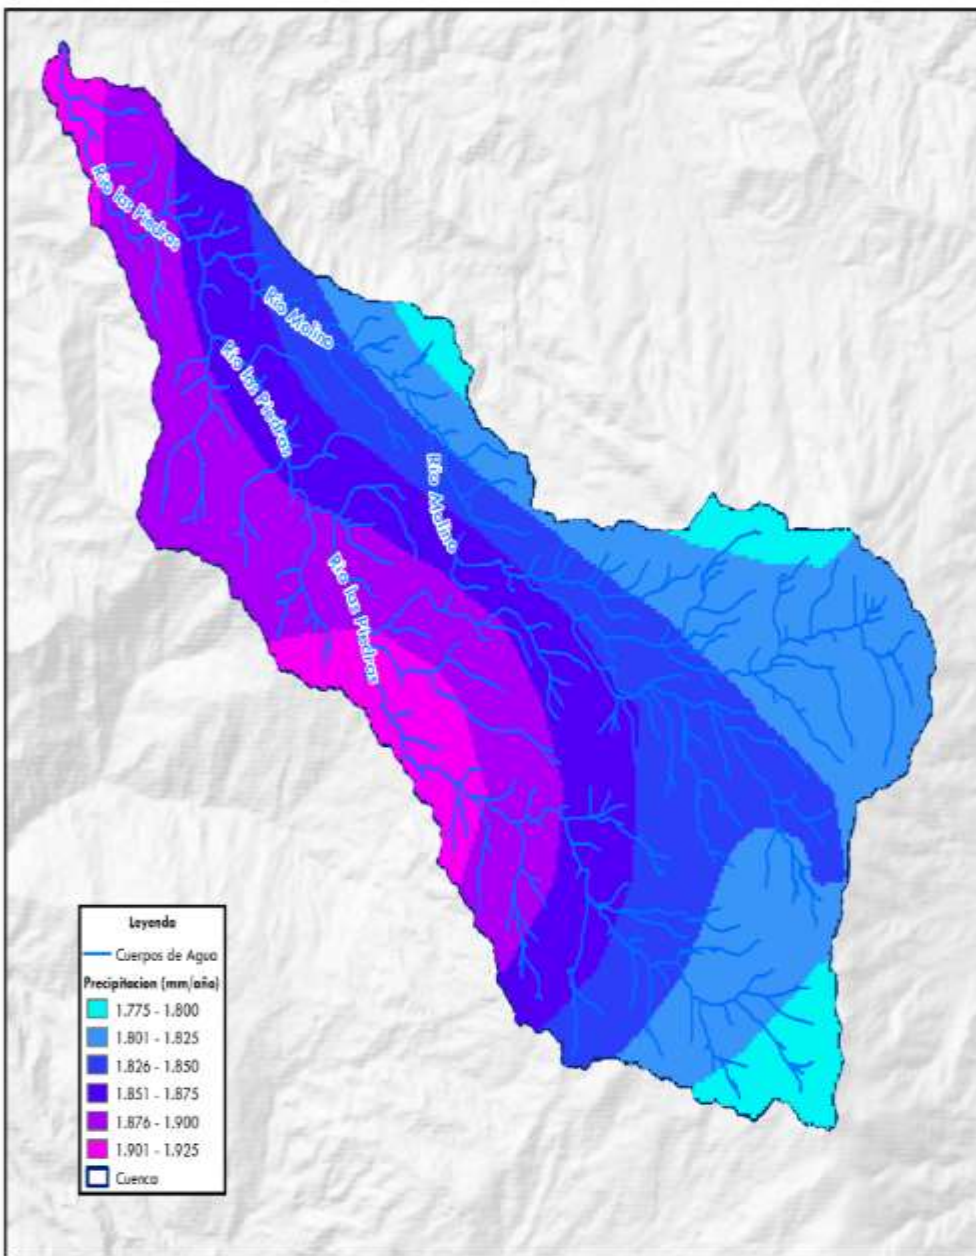 Río las Piedras
Río Molino
Río las Piedras
Río Molino
Río las Piedras
Leyenda
Cuerpos de Agua
Precipitacion (mm/año)
1.775 - 1.800
1.801 - 1.825
1.826 - 1.850
1.851 - 1.875
1.876 - 1.900
1.901 - 1.925
Cuenca